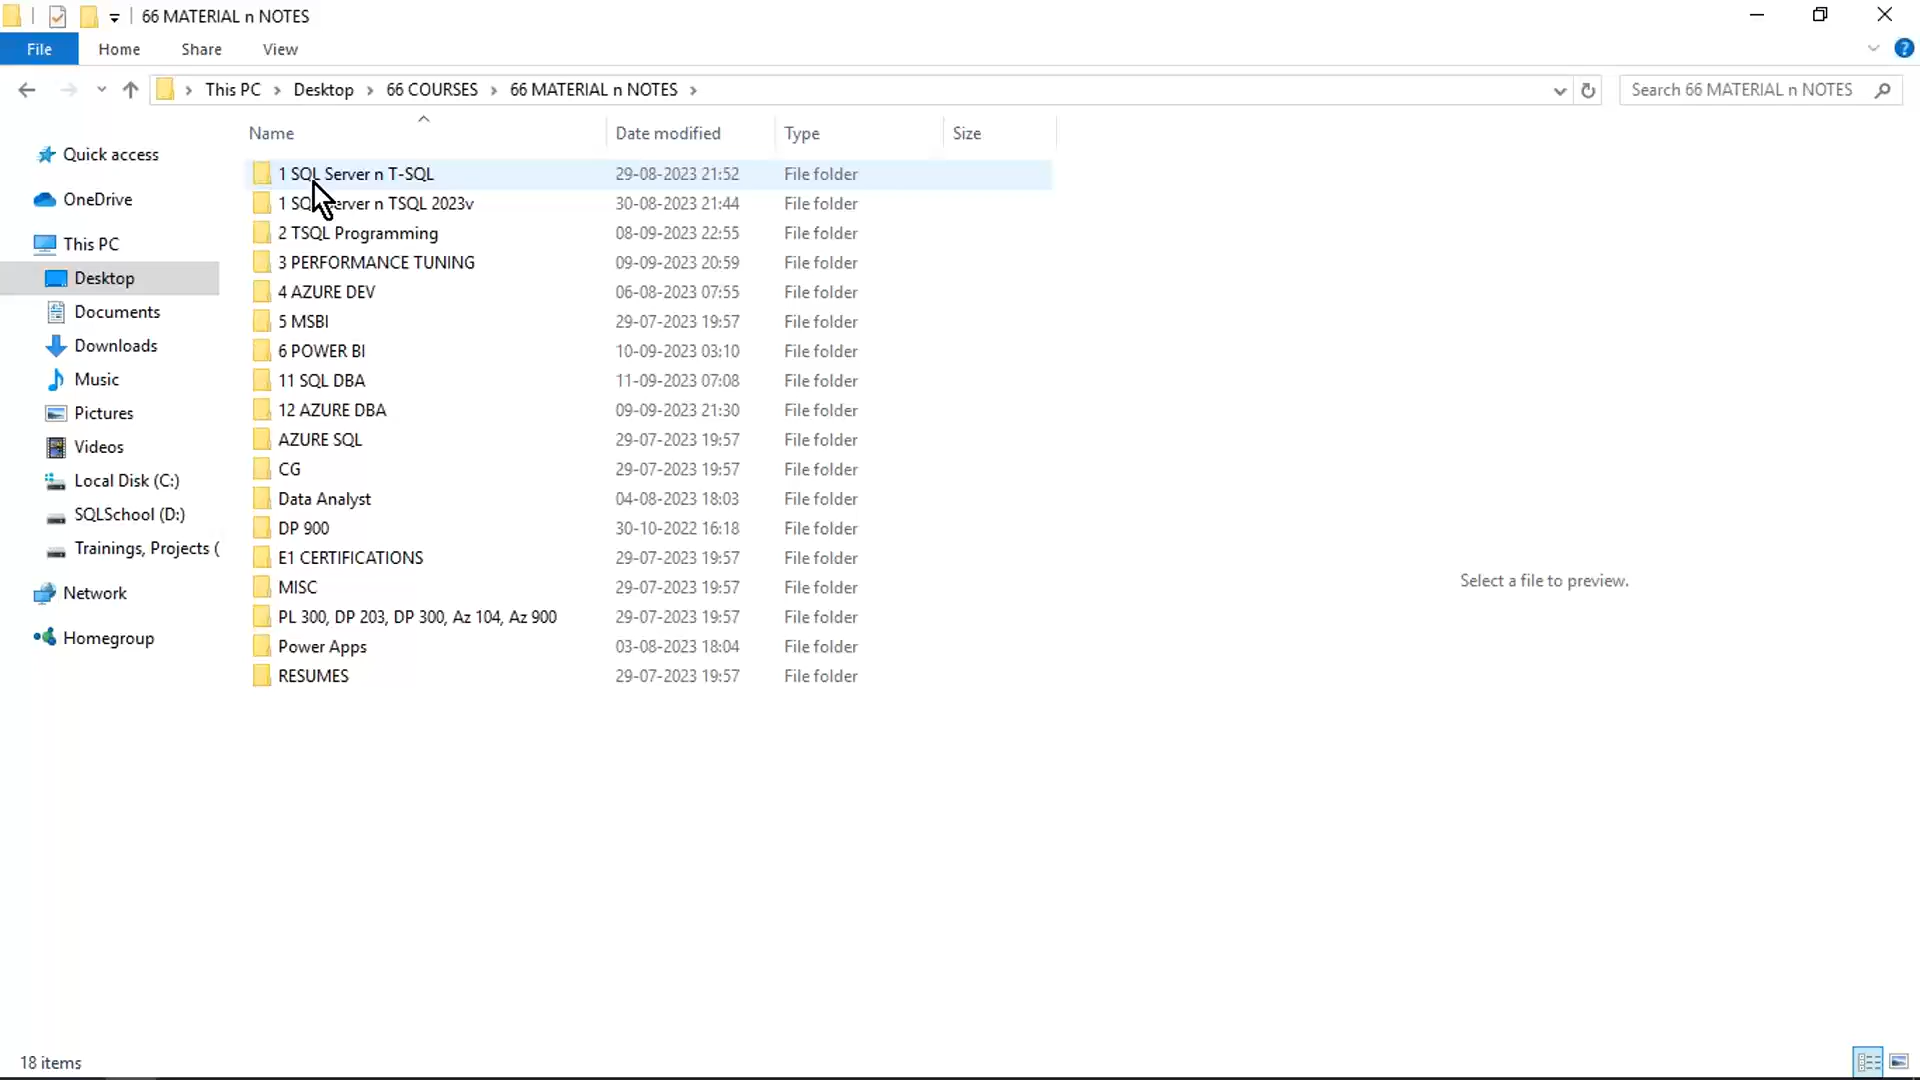 66 MATERIAL n NOTES
File Home Share View
This PC Desktop 66 COURSES 66 MATERIAL n NOTES Search 66 MATERIAL n NOTES
Name Date modified Type Size
Quick access
OneDrive
This PC
Desktop
Documents
Downloads
Music
Pictures
Videos
Local Disk (C:)
SQLSchool (D:)
Trainings, Projects (
Network
Homegroup
1 SQL Server n T-SQL 29-08-2023 21:52 File folder
1 SQL Server n TSQL 2023v 30-08-2023 21:44 File folder
2 TSQL Programming 08-09-2023 22:55 File folder
3 PERFORMANCE TUNING 09-09-2023 20:59 File folder
4 AZURE DEV 06-08-2023 07:55 File folder
5 MSBI 29-07-2023 19:57 File folder
6 POWER BI 10-09-2023 03:10 File folder
11 SQL DBA 11-09-2023 07:08 File folder
12 AZURE DBA 09-09-2023 21:30 File folder
AZURE SQL 29-07-2023 19:57 File folder
CG 29-07-2023 19:57 File folder
Data Analyst 04-08-2023 18:03 File folder
DP 900 30-10-2022 16:18 File folder
E1 CERTIFICATIONS 29-07-2023 19:57 File folder
MISC 29-07-2023 19:57 File folder
PL 300, DP 203, DP 300, Az 104, Az 900 29-07-2023 19:57 File folder
Power Apps 03-08-2023 18:04 File folder
RESUMES 29-07-2023 19:57 File folder
Select a file to preview.
18 items